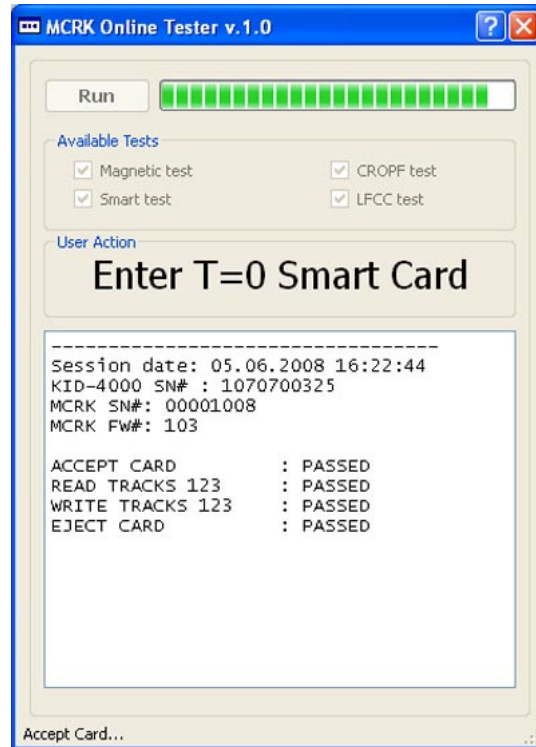 MCRK Online Tester v.1.0
Run
Available Tests
Magnetic test
CROPF test
Smart test
LFCC test
User Action
Enter T=0 Smart Card
-----------------------------------
Session date: 05.06.2008 16:22:44
KID-4000 SN# : 1070700325
MCRK SN#: 00001008
MCRK FW#: 103
ACCEPT CARD : PASSED
READ TRACKS 123 : PASSED
WRITE TRACKS 123 : PASSED
EJECT CARD : PASSED
Accept Card...